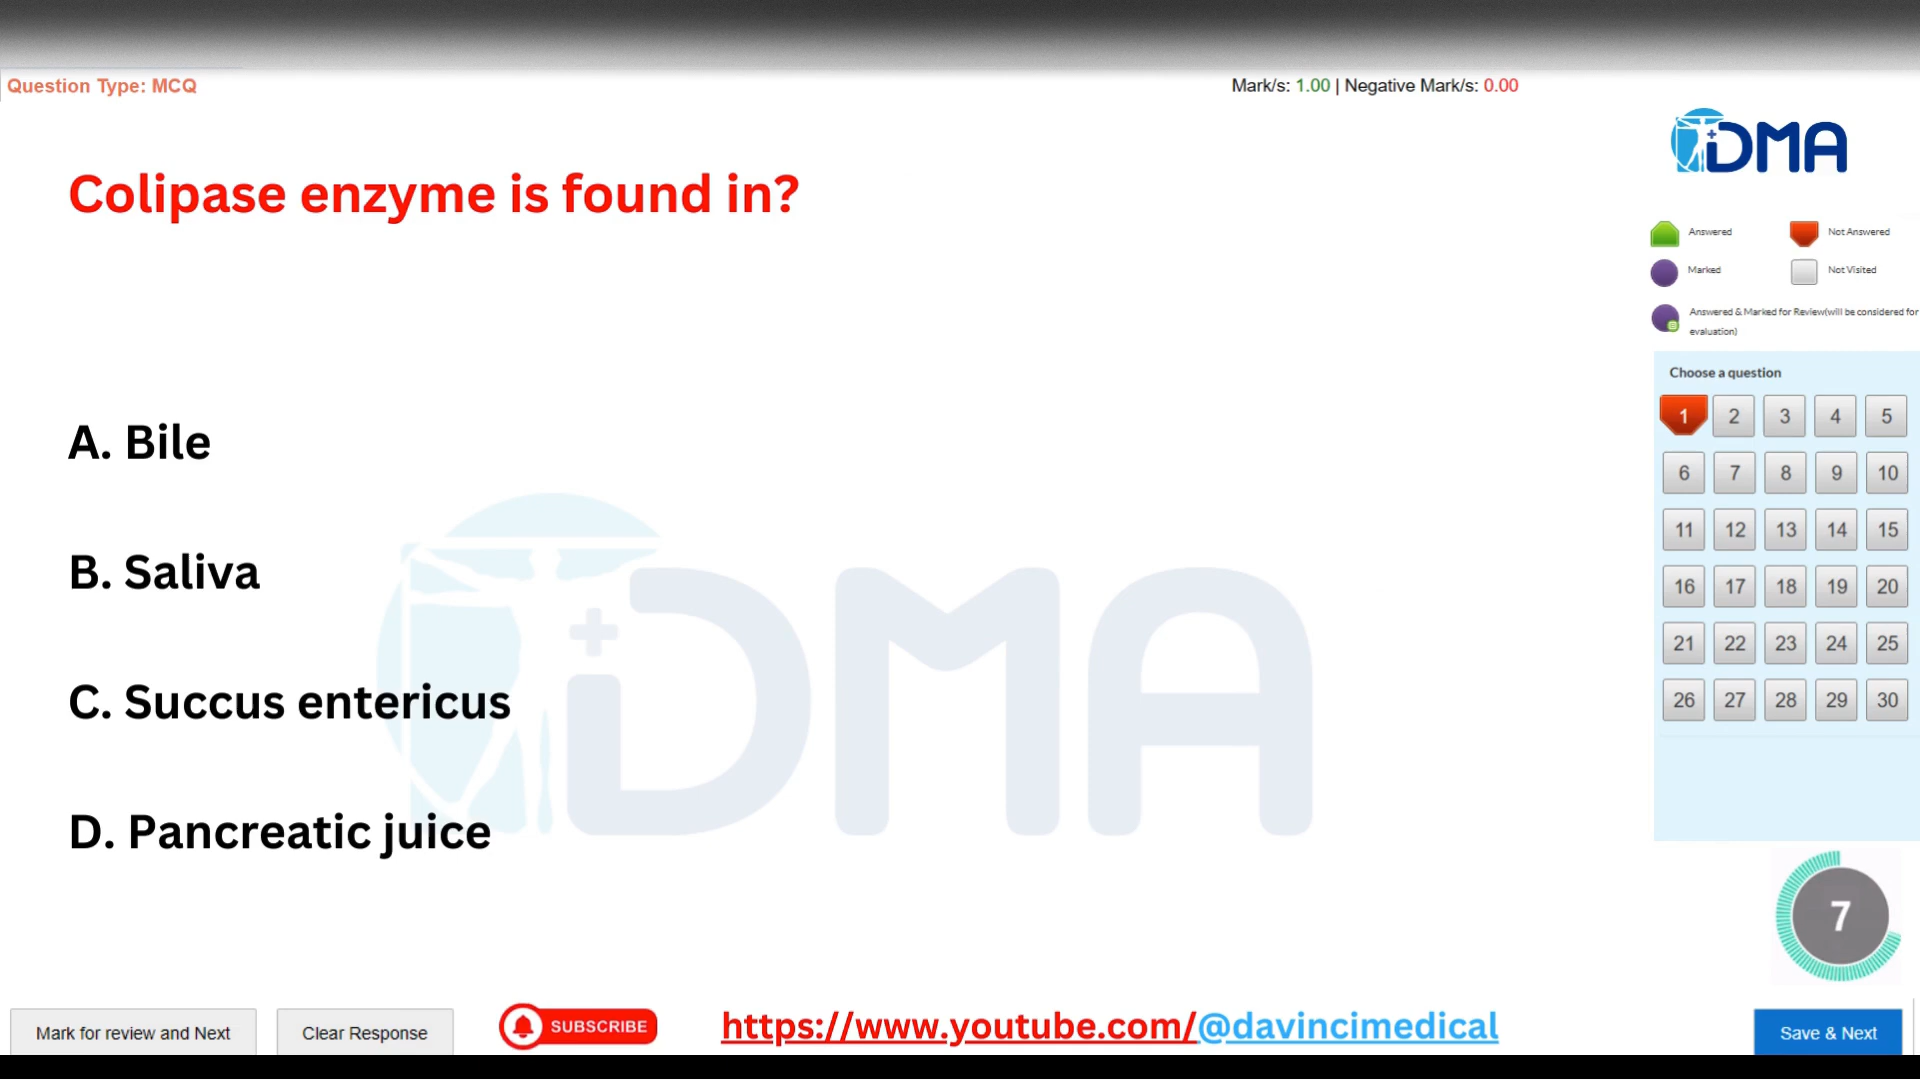 Question Type: MCQ
Mark/s: 1.00 | Negative Mark/s: 0.00
DMA
Colipase enzyme is found in?
Answered
Not Answered
Marked
Not Visited
Answered & Marked for Review(will be considered for
evaluation)
Choose a question
1 2 3 4 5
6 7 8 9 10
11 12 13 14 15
16 17 18 19 20
21 22 23 24 25
26 27 28 29 30
A. Bile
B. Saliva
C. Succus entericus
D. Pancreatic juice
DMA
7
Mark for review and Next
Clear Response
SUBSCRIBE
https://www.youtube.com/@davincimedical
Save & Next